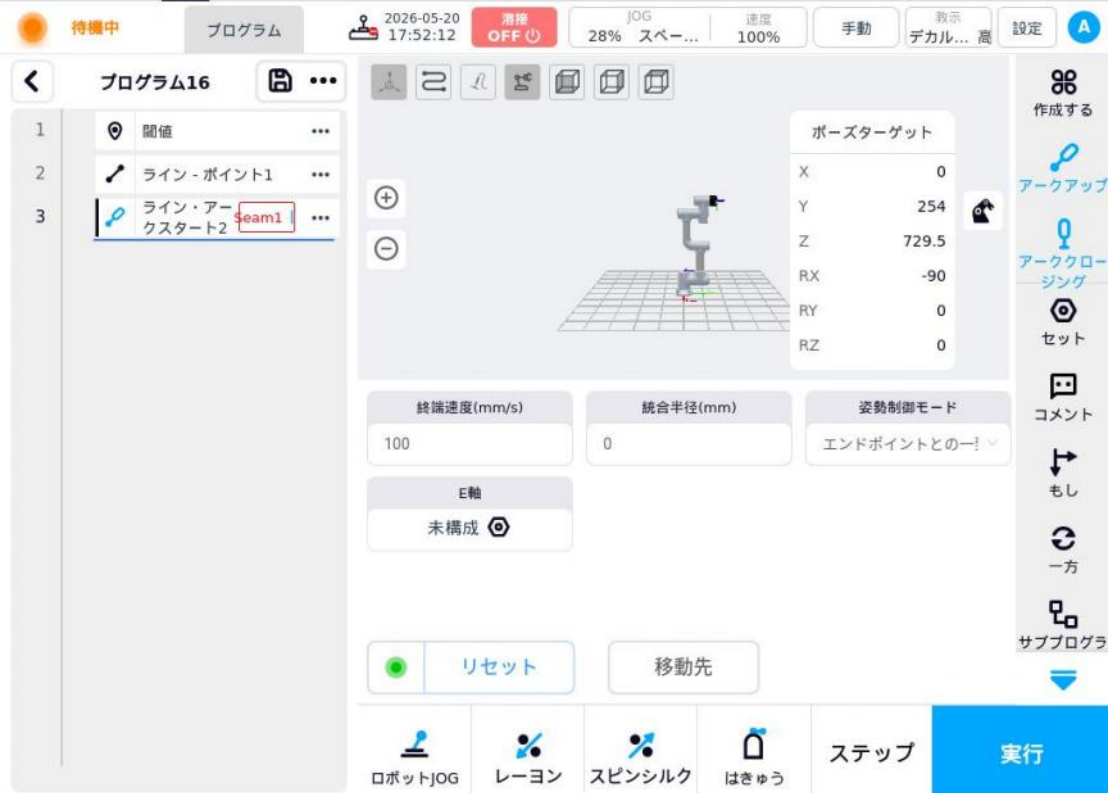 待機中
プログラム
2026-05-20
17:52:12
溶接
OFF
JOG
28% スペー...
速度
100%
手動
教示
デカル... 高
設定
A
プログラム16
1 閾値
2 ライン - ポイント1
3 ライン・アー
クスタート2
Seam1
ポーズターゲット
X 0
Y 254
Z 729.5
RX -90
RY 0
RZ 0
終端速度(mm/s)
100
統合半径(mm)
0
姿勢制御モード
エンドポイントとの一
E軸
未構成
リセット
移動先
作成する
アークアップ
アーククロー
ジング
セット
コメント
もし
一方
サブプログラ
ロボットJOG
レーヨン
スピンシルク
はきゅう
ステップ
実行